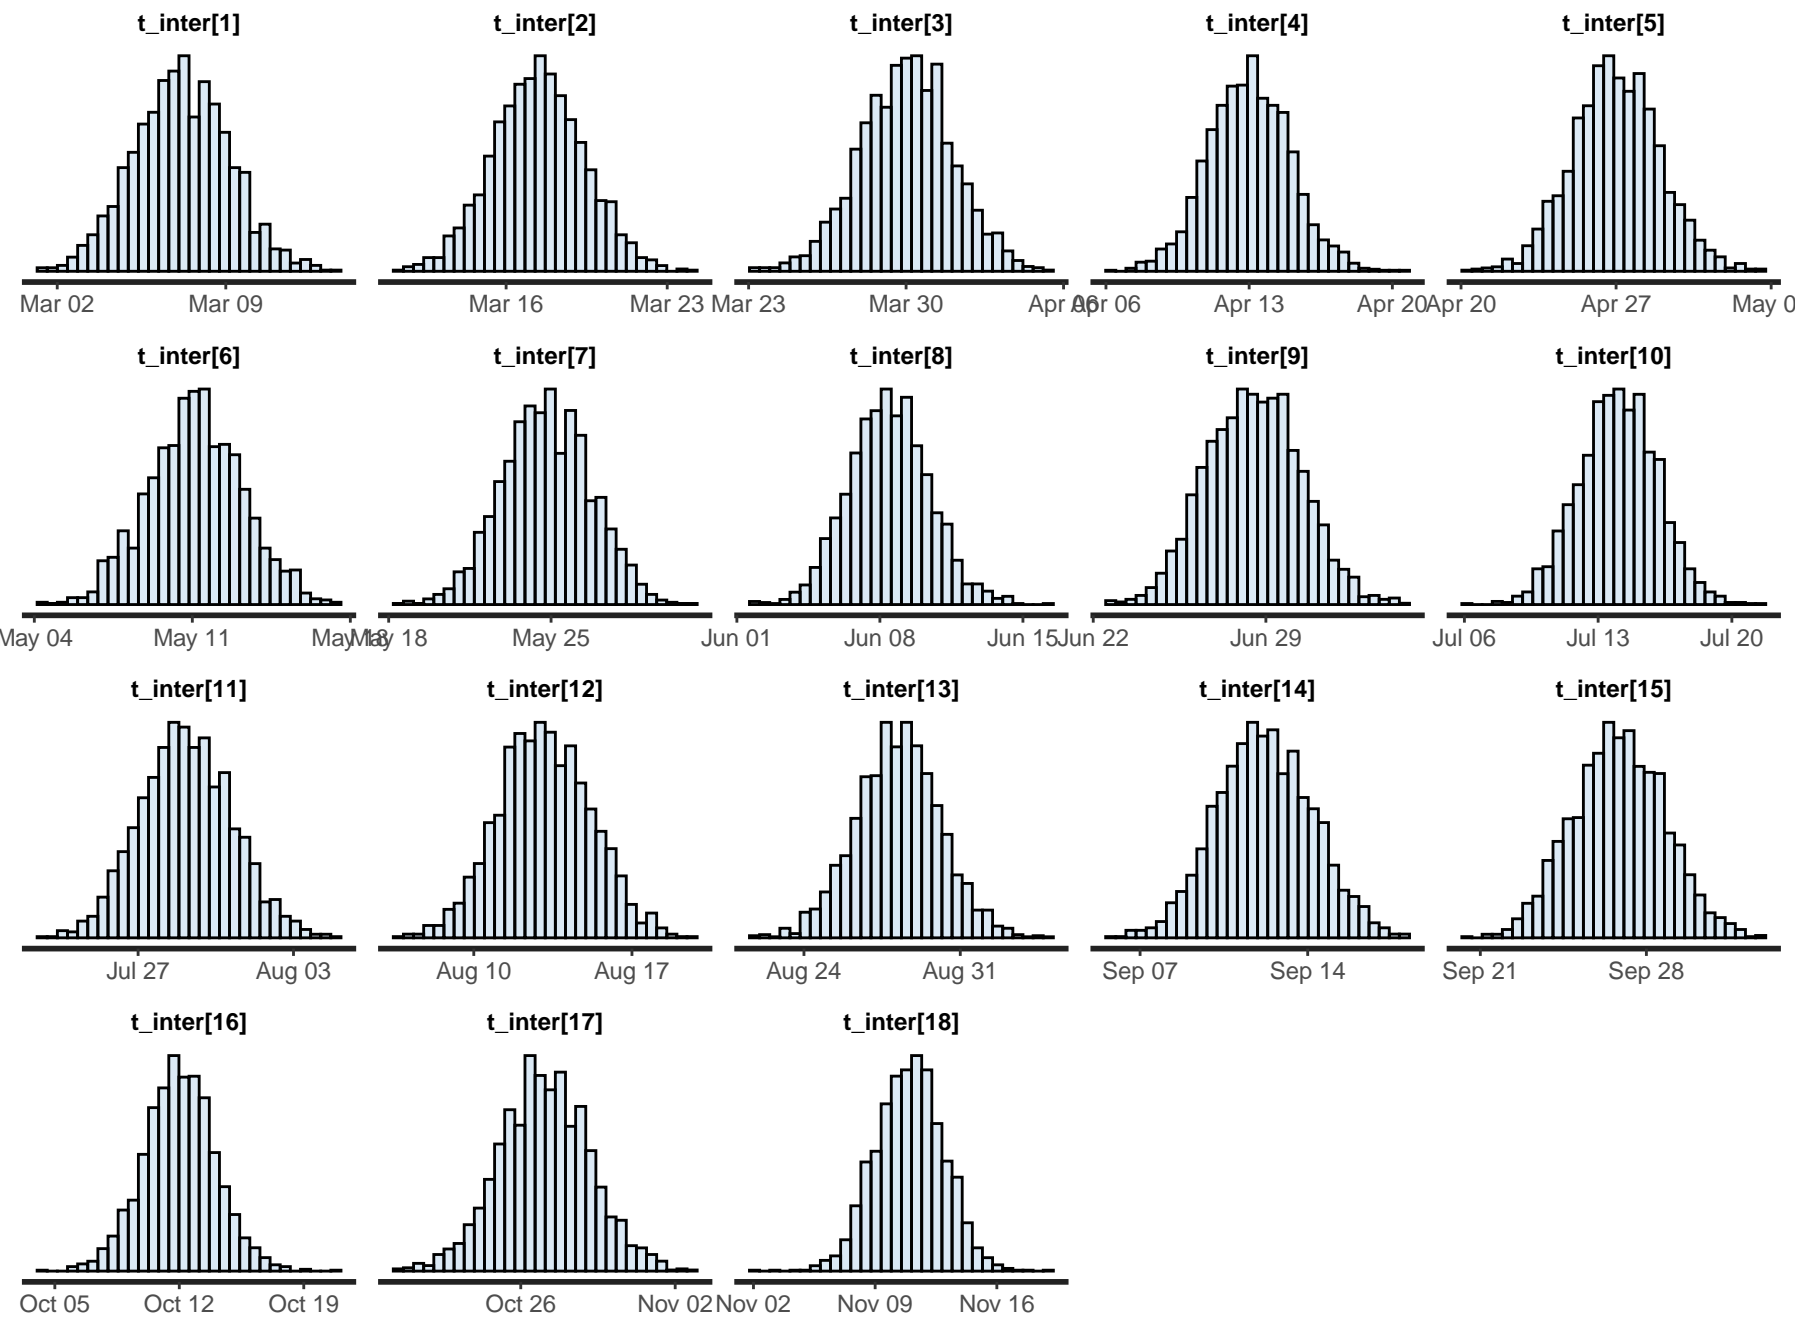 t_inter[1] t_inter[2] t_inter[3] t_inter[4] t_inter[5]
Mar 02 Mar 09 Mar 16 Mar 23 Mar 23 Mar 30 Apr 06 Apr 06 Apr 13 Apr 20 Apr 20 Apr 27 May 0
t_inter[6] t_inter[7] t_inter[8] t_inter[9] t_inter[10]
May 04 May 11 May 18 May 18 May 25 Jun 01 Jun 08 Jun 15 Jun 22 Jun 29 Jul 06 Jul 13 Jul 20
t_inter[11] t_inter[12] t_inter[13] t_inter[14] t_inter[15]
Jul 27 Aug 03 Aug 10 Aug 17 Aug 24 Aug 31 Sep 07 Sep 14 Sep 21 Sep 28
t_inter[16] t_inter[17] t_inter[18]
Oct 05 Oct 12 Oct 19 Oct 26 Nov 02 Nov 02 Nov 09 Nov 16